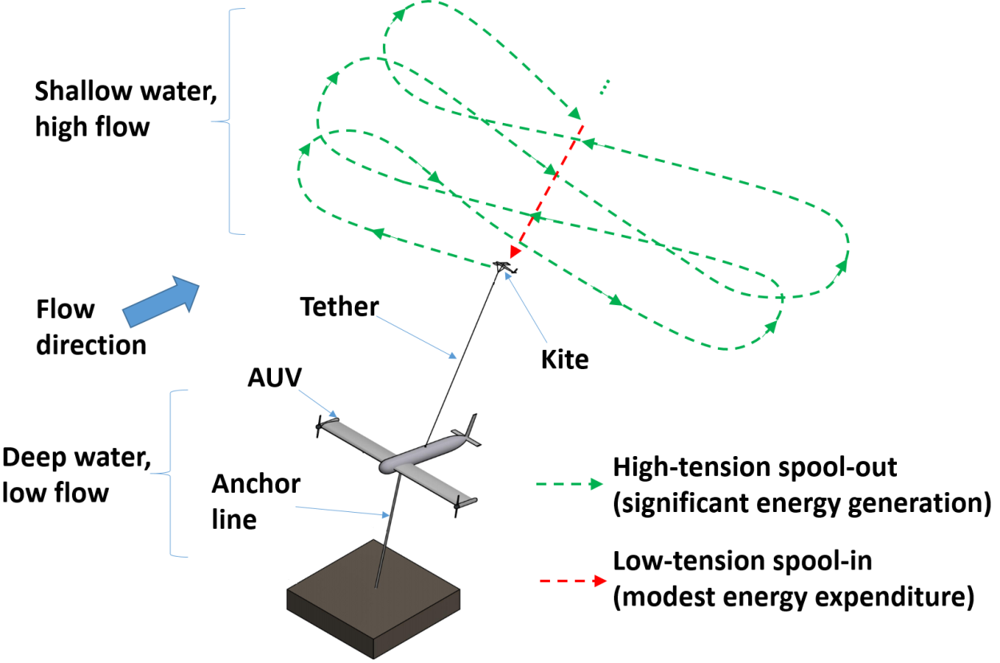 Shallow water,
high flow
Flow
direction
Tether
Kite
AUV
Deep water,
low flow
Anchor
line
High-tension spool-out
(significant energy generation)
Low-tension spool-in
(modest energy expenditure)